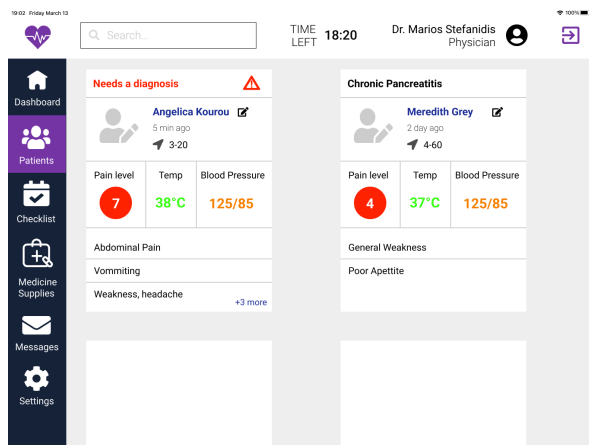 19:02 Friday March 13
100%
Search...
TIME LEFT 18:20
Dr. Marios Stefanidis
Physician
Dashboard
Patients
Checklist
Medicine
Supplies
Messages
Settings
Needs a diagnosis
Angelica Kourou
5 min ago
3-20
Pain level Temp Blood Pressure
7 38°C 125/85
Abdominal Pain
Vommiting
Weakness, headache
+3 more
Chronic Pancreatitis
Meredith Grey
2 day ago
4-60
Pain level Temp Blood Pressure
4 37°C 125/85
General Weakness
Poor Apettite